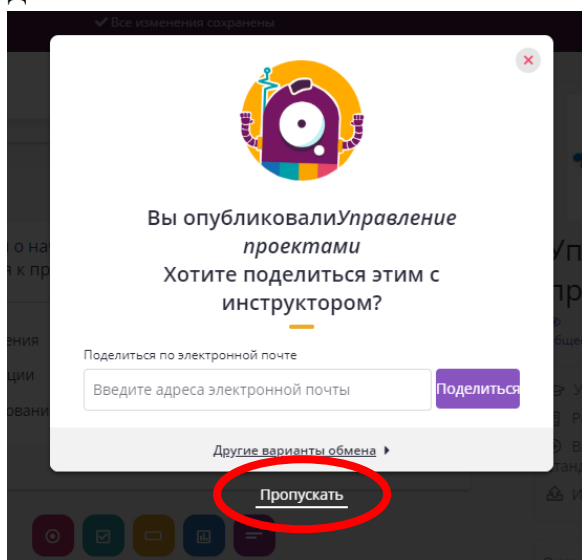 Все изменения сохранены
Вы опубликовалиУправление
проектами
Хотите поделиться этим с
инструктором?
Поделиться по электронной почте
Введите адреса электронной почты
Поделиться
Другие варианты обмена
Пропускать